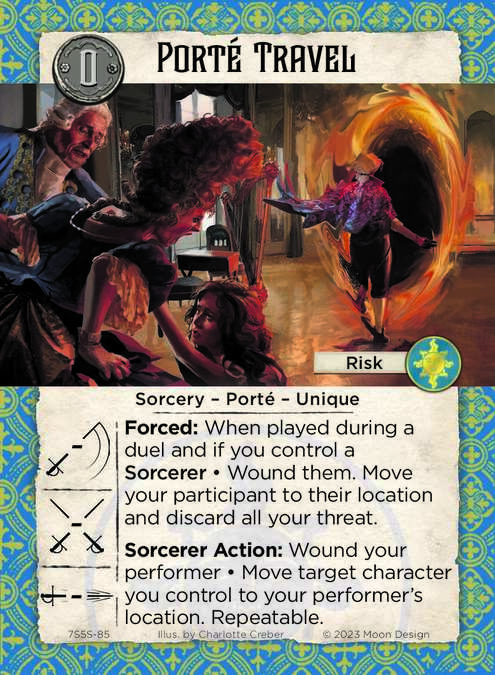 0
PORTÉ TRAVEL
Risk
Sorcery – Porté – Unique
Forced: When played during a
duel and if you control a
Sorcerer • Wound them. Move
your participant to their location
and discard all your threat.
Sorcerer Action: Wound your
performer • Move target character
you control to your performer's
location. Repeatable.
7S5S-85 Illus. by Charlotte Creber © 2023 Moon Design